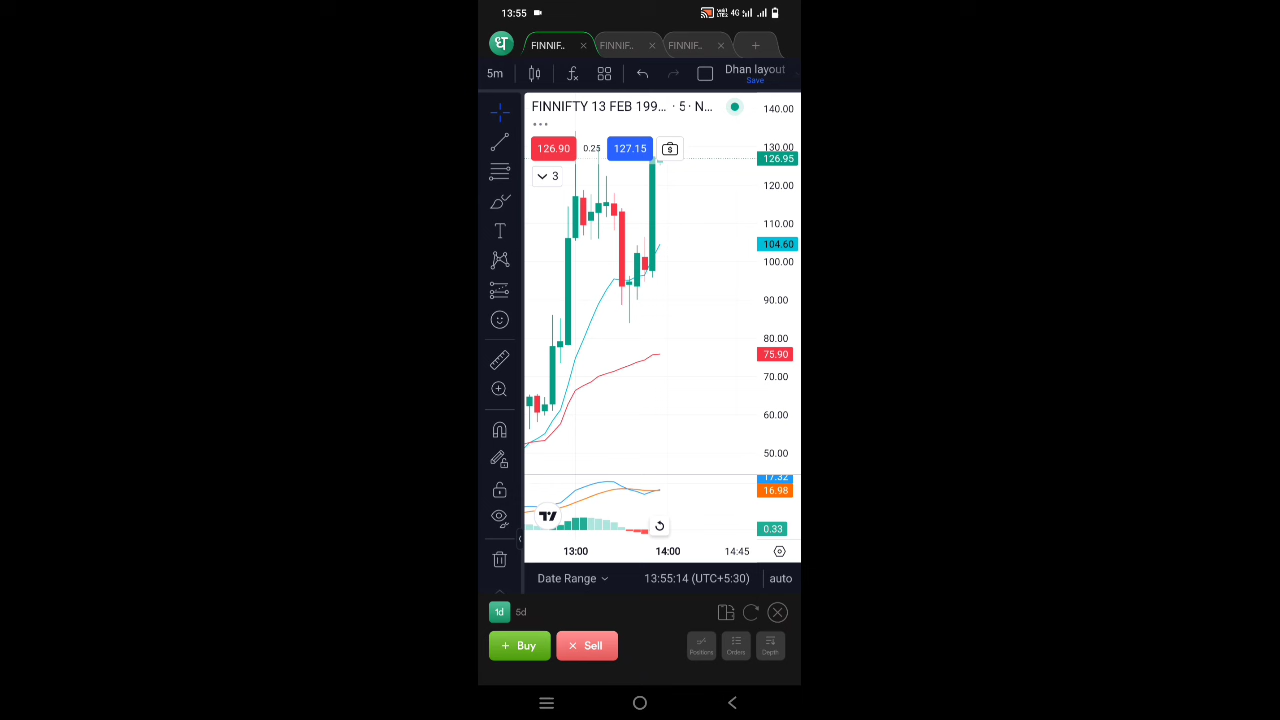 13:55
4G
ध
FINNIF..
FINNIF..
FINNIF..
5m
Dhan layout
Save
FINNIFTY 13 FEB 199... · 5 · N...
126.90
0.25
127.15
3
140.00
130.00
126.95
120.00
110.00
104.60
100.00
90.00
80.00
75.90
70.00
60.00
50.00
17.32
16.98
0.33
13:00
14:00
14:45
Date Range
13:55:14 (UTC+5:30)
auto
1d
5d
+ Buy
× Sell
Positions
Orders
Depth